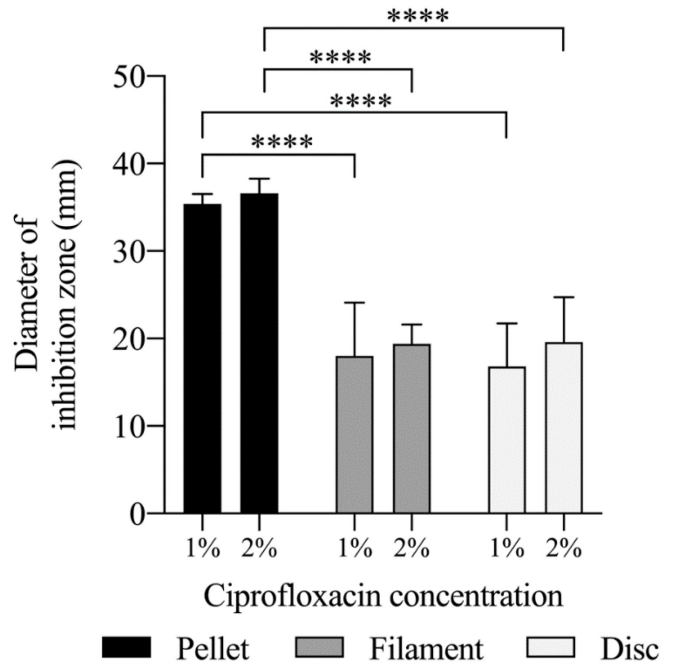 ****
****
****
****
50
40
30
20
10
0
Diameter of
inhibition zone (mm)
1% 2% 1% 2% 1% 2%
Ciprofloxacin concentration
Pellet Filament Disc